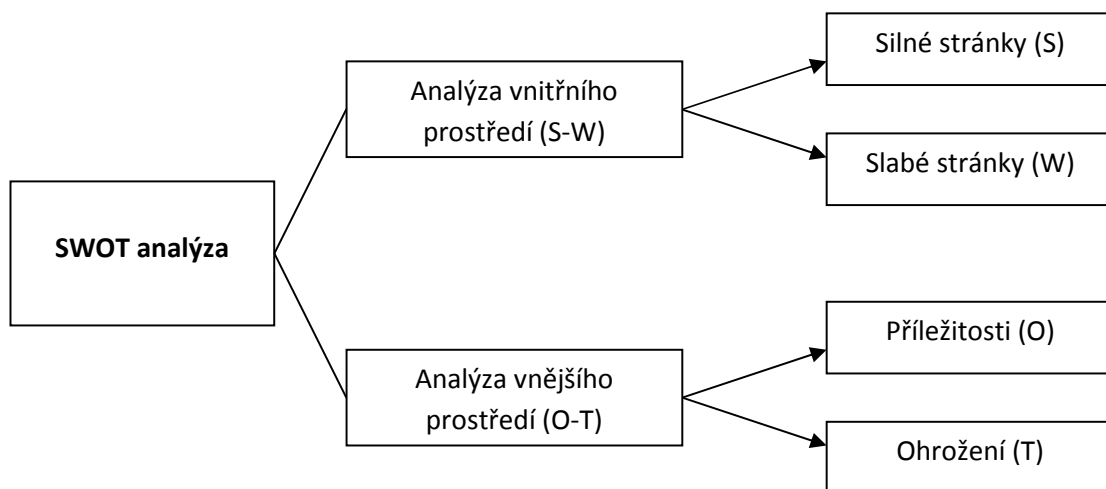 SWOT analýza
Analýza vnitřního
prostředí (S-W)
Silné stránky (S)
Slabé stránky (W)
Analýza vnějšího
prostředí (O-T)
Příležitosti (O)
Ohrožení (T)